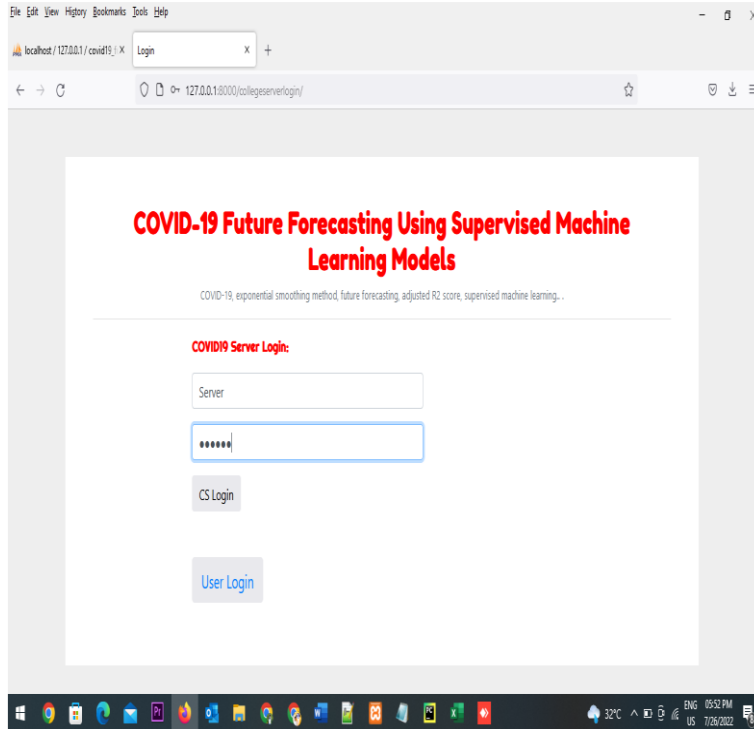 File Edit View History Bookmarks Tools Help
localhost / 127.0.0.1 / covid19_f
Login
127.0.0.1:8000/collegeserverlogin/
COVID-19 Future Forecasting Using Supervised Machine
Learning Models
COVID-19, exponential smoothing method, future forecasting, adjusted R2 score, supervised machine learning.. .
COVID19 Server Login:
Server
••••••
CS Login
User Login
32°C
ENG
US
05:52 PM
7/26/2022